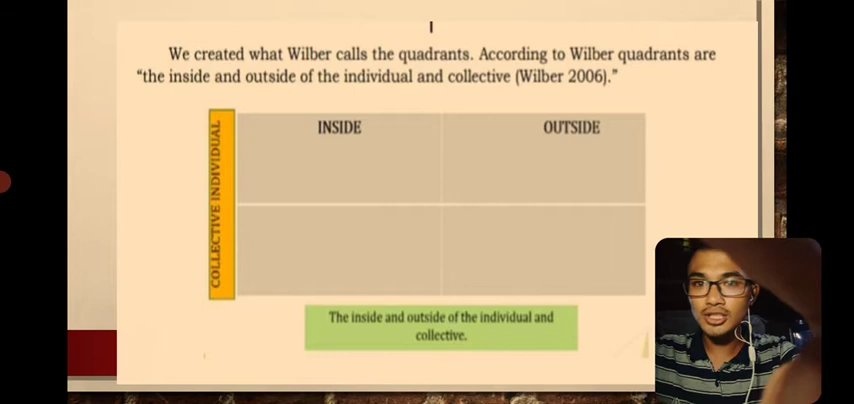 I
We created what Wilber calls the quadrants. According to Wilber quadrants are
“the inside and outside of the individual and collective (Wilber 2006).”
INSIDE OUTSIDE
COLLECTIVE INDIVIDUAL
The inside and outside of the individual and
collective.